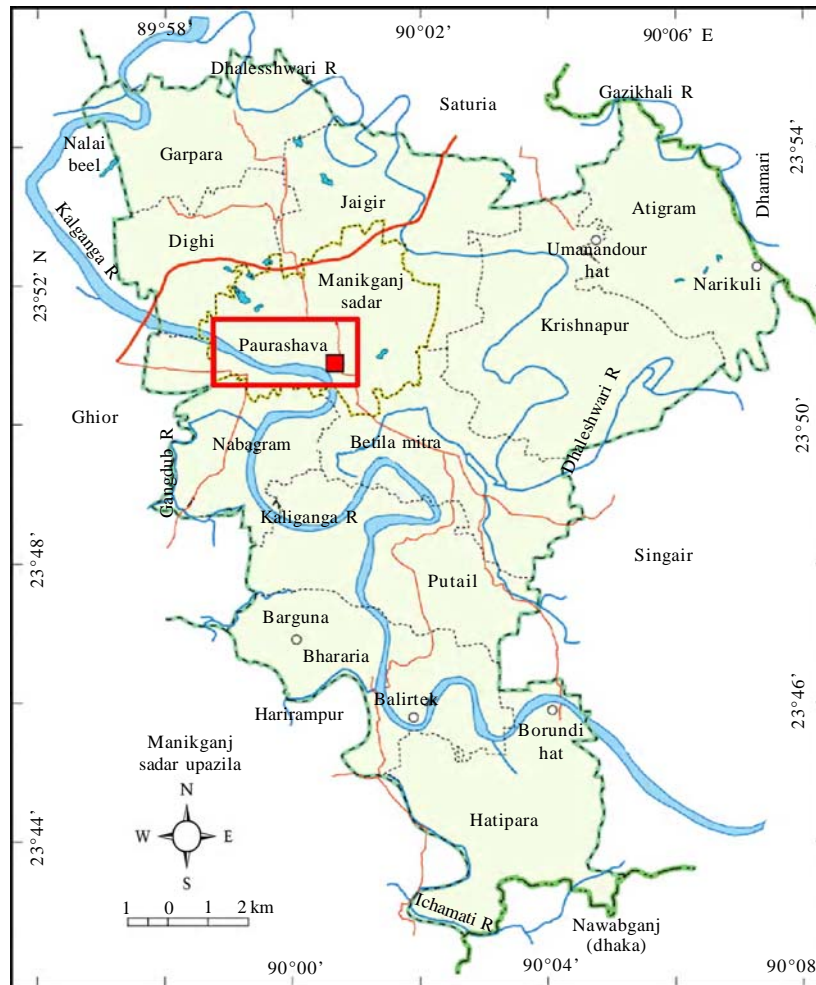 89°58’
90°02’
90°06’ E
Dhalesshwari R
Saturia
Gazikhali R
Nalai
beel
Garpara
23°54’
Dhamari
Jaigir
Atigram
Kalganga R
Dighi
Umanandour
hat
23°52’ N
Manikganj
sadar
Narikuli
Krishnapur
Paurashava
Ghior
Dhaleshwari R
23°50’
Nabagram
Betila mitra
Gangdub R
Kaliganga R
23°48’
Singair
Putail
Barguna
Bhararia
Balirtek
23°46’
Harirampur
Borundi
hat
Manikganj
sadar upazila
N
W
E
S
23°44’
Hatipara
1 0 1 2 km
Ichamati R
Nawabganj
(dhaka)
90°00’
90°04’
90°08’